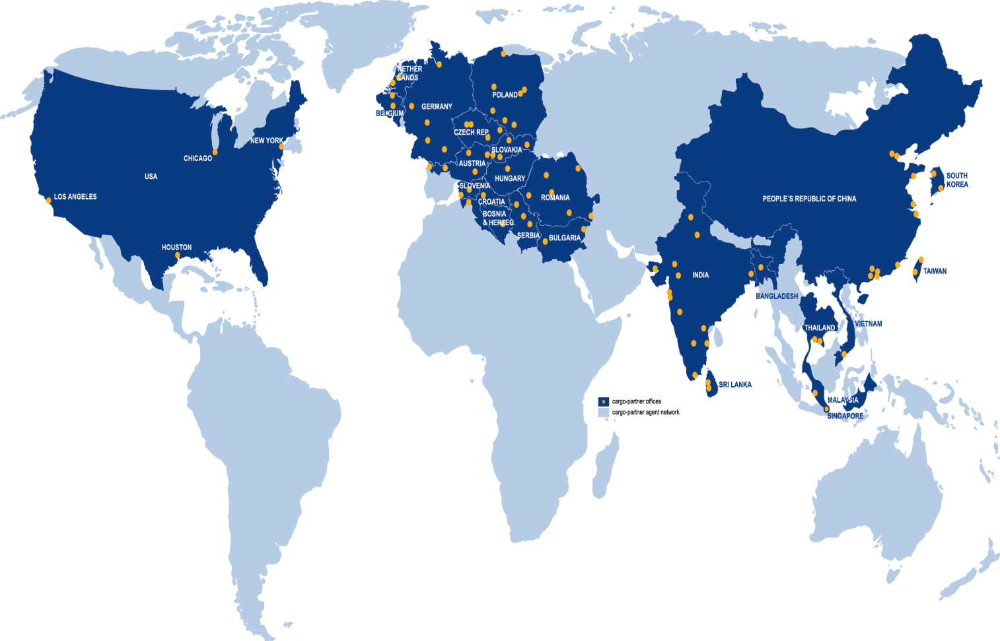 NETHER
LANDS
POLAND
GERMANY
BELGIUM
CZECH REP.
NEW YORK
SLOVAKIA
CHICAGO
AUSTRIA
USA
HUNGARY
SOUTH
KOREA
SLOVENIA
LOS ANGELES
ROMANIA
PEOPLE´S REPUBLIC OF CHINA
CROATIA
BOSNIA
& HERZEG.
SERBIA
BULGARIA
HOUSTON
INDIA
TAIWAN
BANGLADESH
VIETNAM
THAILAND
SRI LANKA
cargo-partner offices
MALAYSIA
cargo-partner agent network
SINGAPORE